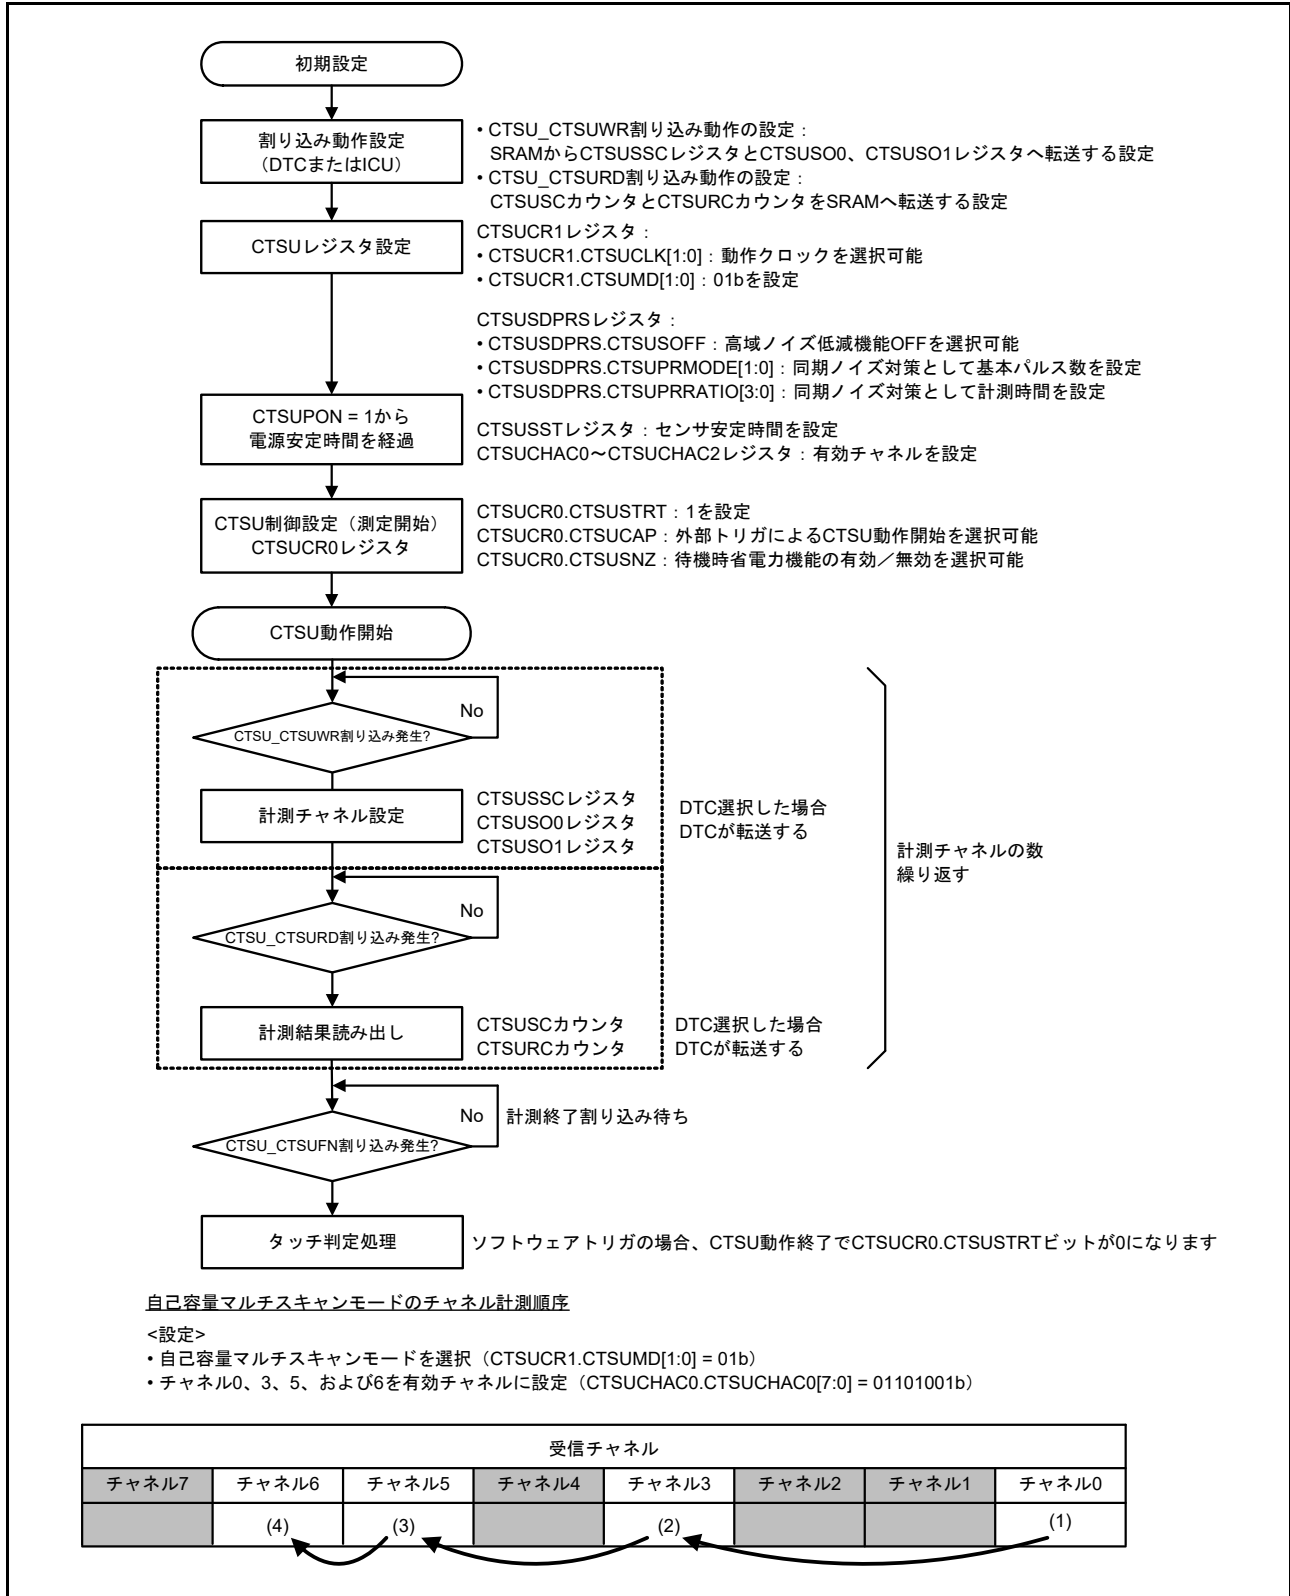 初期設定
割り込み動作設定
(DTCまたはICU)
• CTSU_CTSUWR割り込み動作の設定：
SRAMからCTSUSSCレジスタとCTSUSO0、CTSUSO1レジスタへ転送する設定
• CTSU_CTSURD割り込み動作の設定：
CTSUSCカウンタとCTSURCカウンタをSRAMへ転送する設定
CTSUレジスタ設定
CTSUCR1レジスタ：
• CTSUCR1.CTSUCLK[1:0]：動作クロックを選択可能
• CTSUCR1.CTSUMD[1:0]：01bを設定
CTSUSDPRSレジスタ：
• CTSUSDPRS.CTSUSOFF：高域ノイズ低減機能OFFを選択可能
• CTSUSDPRS.CTSUPRMODE[1:0]：同期ノイズ対策として基本パルス数を設定
• CTSUSDPRS.CTSUPRRATIO[3:0]：同期ノイズ対策として計測時間を設定
CTSUPON = 1から
電源安定時間を経過
CTSUSSTレジスタ：センサ安定時間を設定
CTSUCHAC0～CTSUCHAC2レジスタ：有効チャネルを設定
CTSU制御設定（測定開始）
CTSUCR0レジスタ
CTSUCR0.CTSUSTRT：1を設定
CTSUCR0.CTSUCAP：外部トリガによるCTSU動作開始を選択可能
CTSUCR0.CTSUSNZ：待機時省電力機能の有効／無効を選択可能
CTSU動作開始
No
CTSU_CTSUWR割り込み発生?
計測チャネル設定
CTSUSSCレジスタ
CTSUSO0レジスタ
CTSUSO1レジスタ
DTC選択した場合
DTCが転送する
計測チャネルの数
繰り返す
No
CTSU_CTSURD割り込み発生?
計測結果読み出し
CTSUSCカウンタ
CTSURCカウンタ
DTC選択した場合
DTCが転送する
No
計測終了割り込み待ち
CTSU_CTSUFN割り込み発生?
タッチ判定処理
ソフトウェアトリガの場合、CTSU動作終了でCTSUCR0.CTSUSTRTビットが0になります
自己容量マルチスキャンモードのチャネル計測順序
<設定>
• 自己容量マルチスキャンモードを選択（CTSUCR1.CTSUMD[1:0] = 01b）
• チャネル0、3、5、および6を有効チャネルに設定（CTSUCHAC0.CTSUCHAC0[7:0] = 01101001b）
受信チャネル
チャネル7 チャネル6 チャネル5 チャネル4 チャネル3 チャネル2 チャネル1 チャネル0
(4) (3) (2) (1)